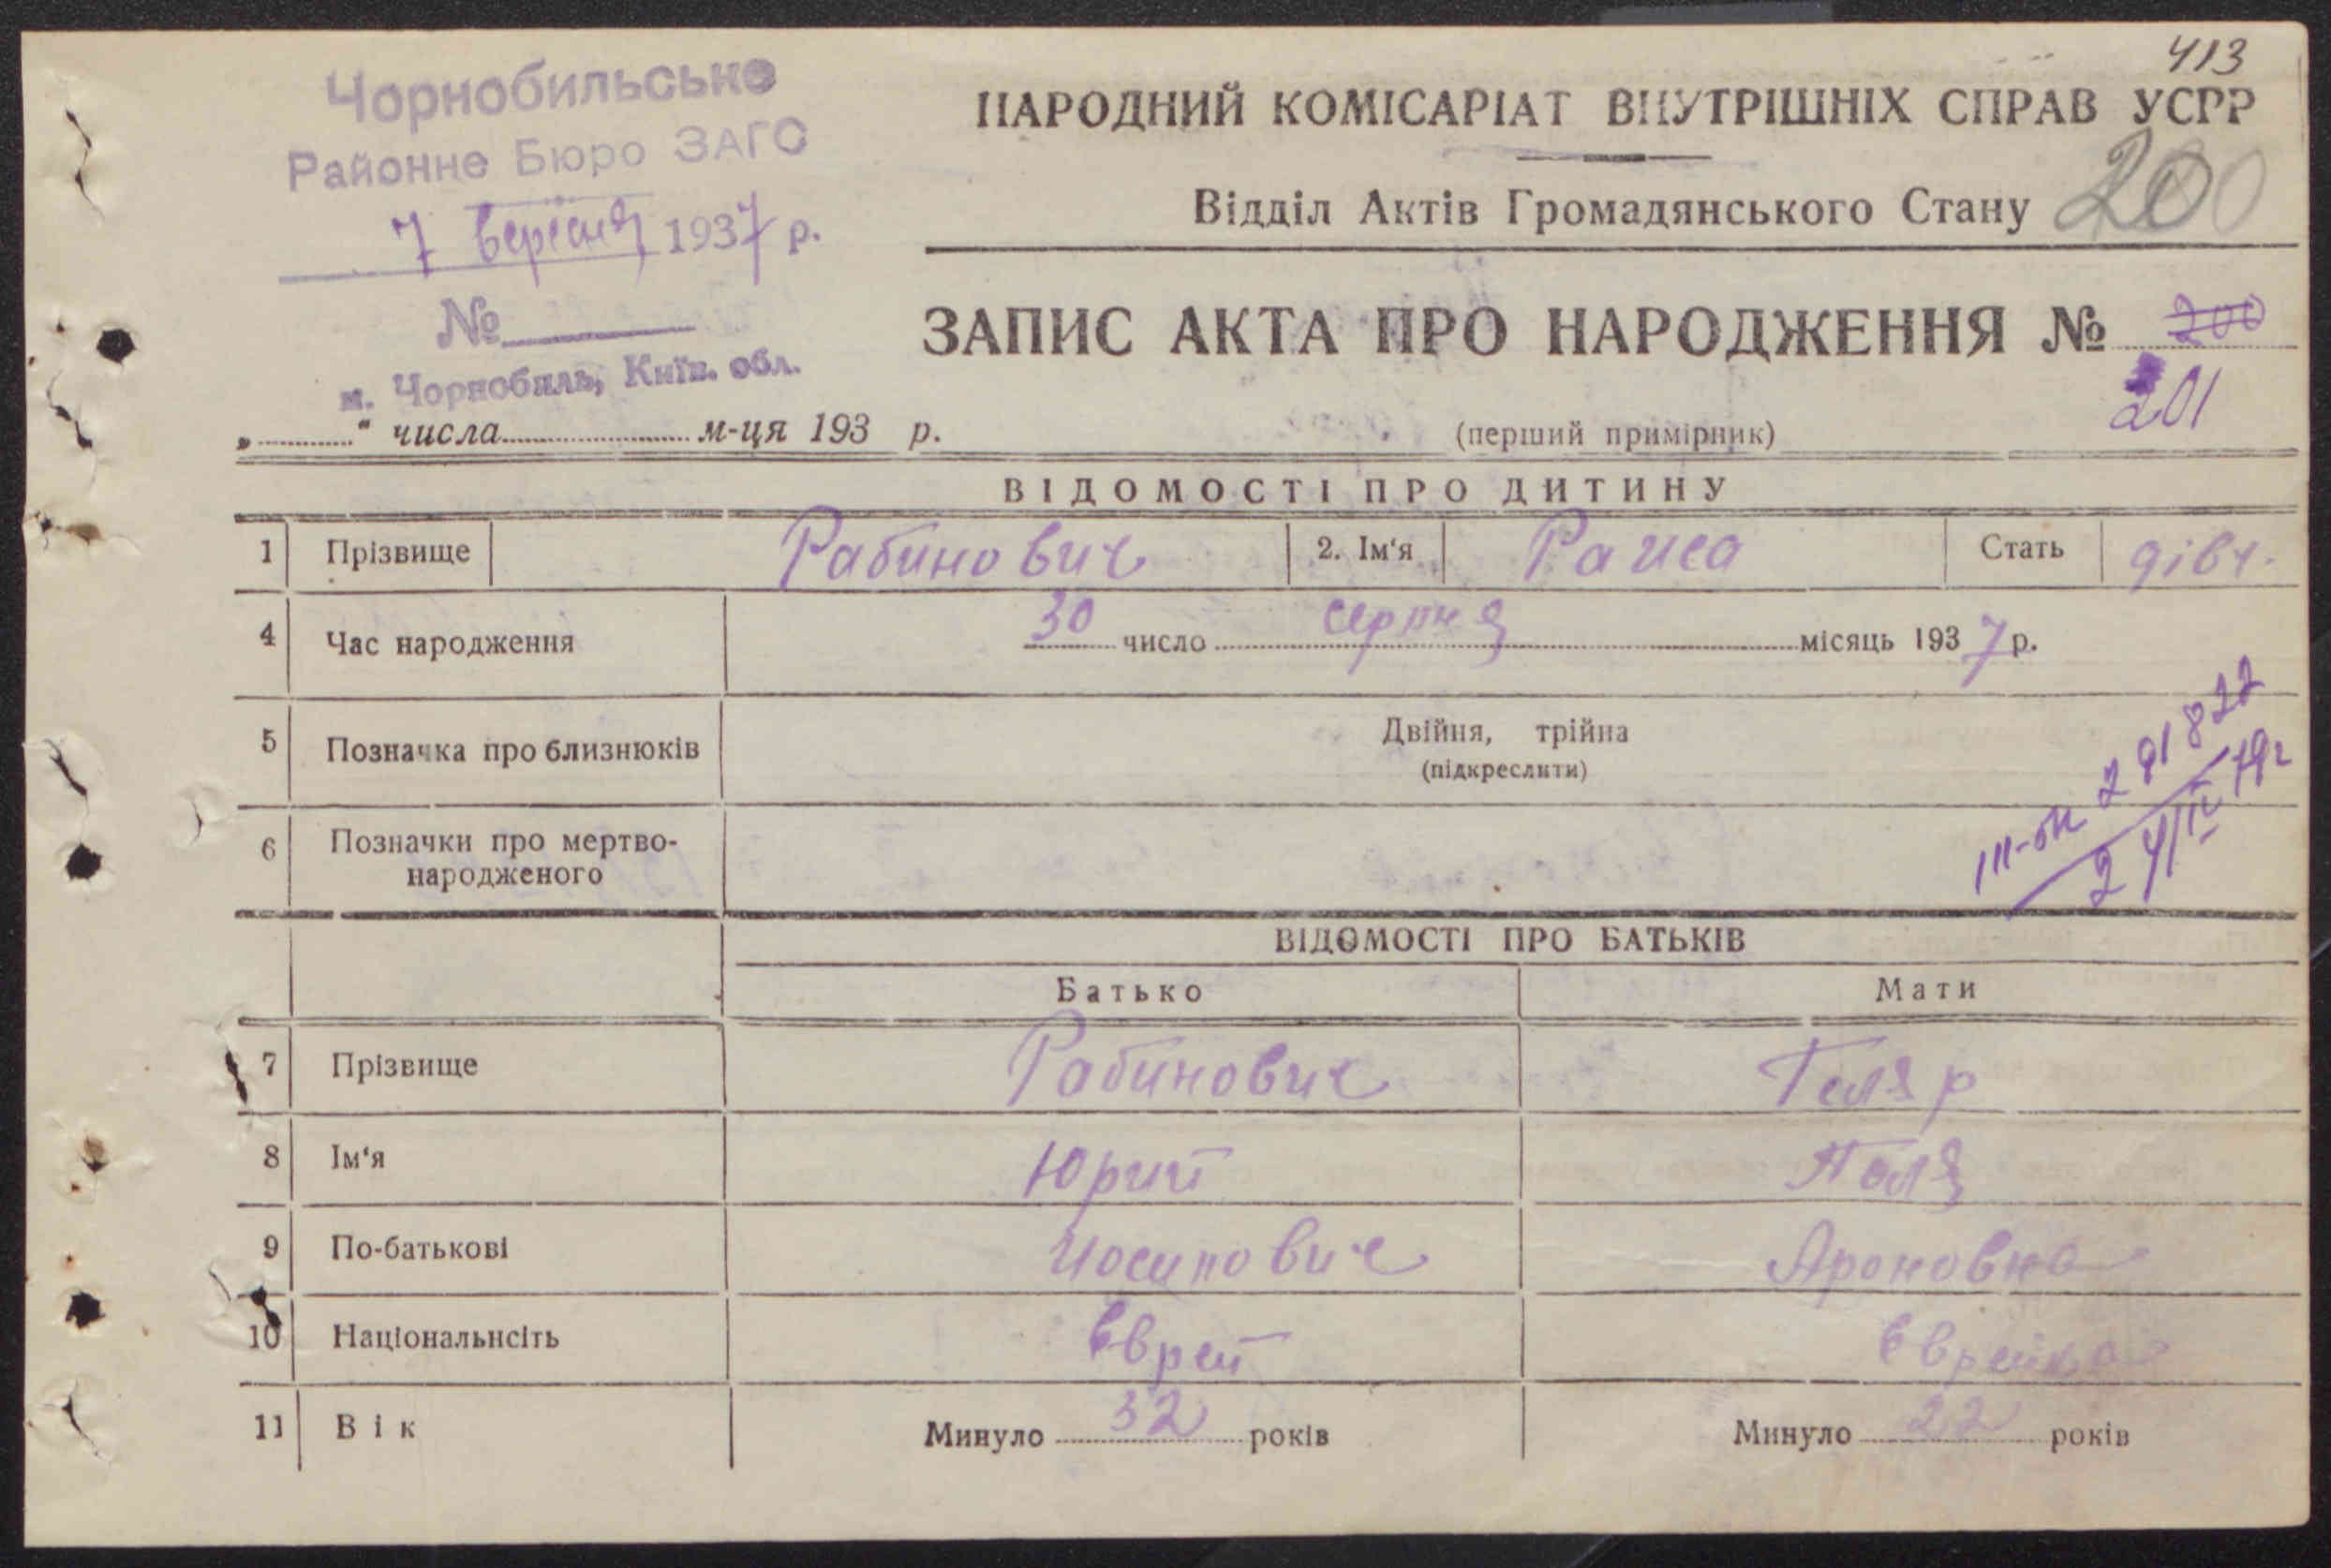 413
Чорнобильське
Районне Бюро ЗАГС
7 вересня 1937 р.
№
м. Чорнобиль, Київ. обл.
„ “ числа м-ця 193 р.
НАРОДНИЙ КОМІСАРІАТ ВНУТРІШНІХ СПРАВ УСРР
Відділ Актів Громадянського Стану 200
ЗАПИС АКТА ПРО НАРОДЖЕННЯ № 200
201
(перший примірник)
ВІДОМОСТІ ПРО ДИТИНУ
1 Прізвище Рабинович 2. Ім‘я Раиса Стать дівч.
4 Час народження 30 число серпня місяць 1937 р.
5 Позначка про близнюків Двійня, трійна
(підкреслити)
6 Позначки про мертво-
народженого
ВІДОМОСТІ ПРО БАТЬКІВ
Батько Мати
7 Прізвище Рабинович Геляр
8 Ім‘я Юрий Поля
9 По-батькові Иосипович Ароновна
10 Національнсіть Еврей Еврейка
11 Вік Минуло 32 років Минуло 22 років